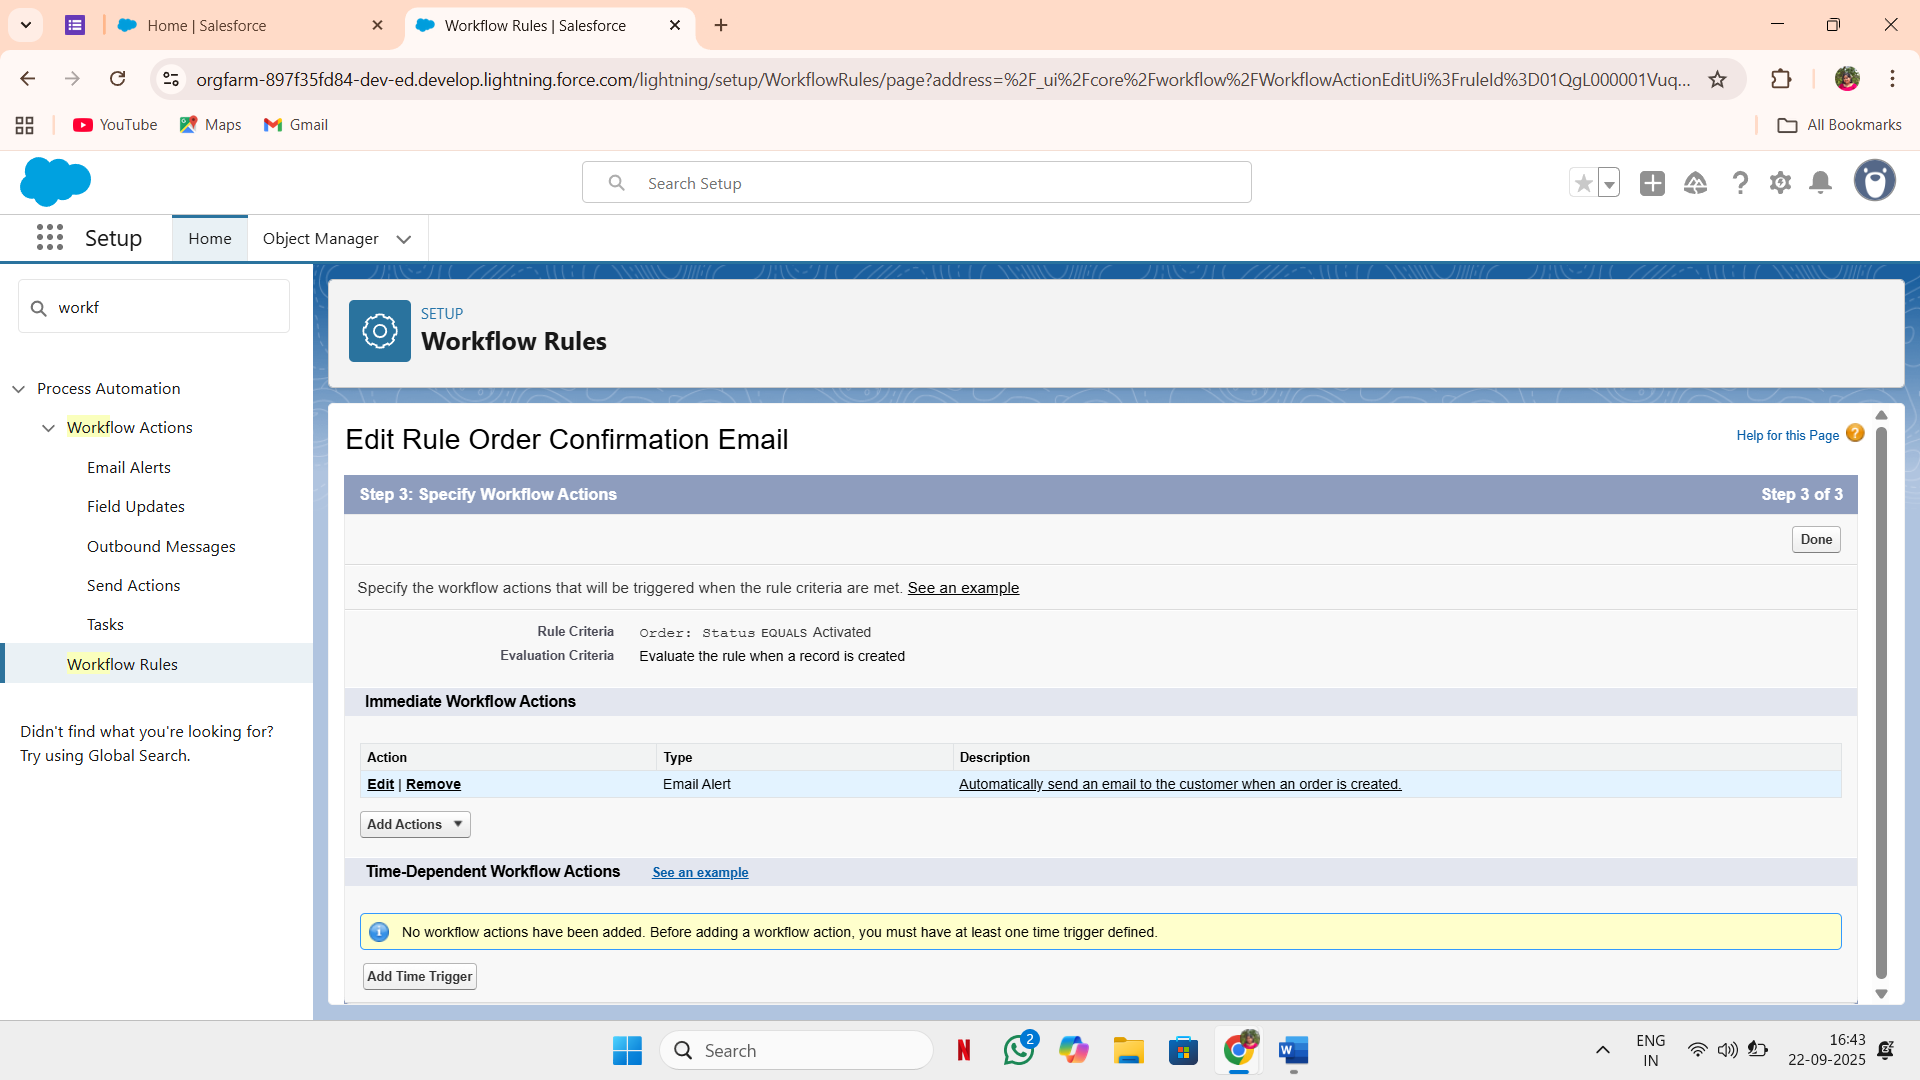 Home | Salesforce
Workflow Rules | Salesforce
orgfarm-897f35fd84-dev-ed.develop.lightning.force.com/lightning/setup/WorkflowRules/page?address=%2F_ui%2Fcore%2Fworkflow%2FWorkflowActionEditUi%3FruleId%3D01QgL000001Vuq...
YouTube
Maps
Gmail
All Bookmarks
Search Setup
Setup
Home
Object Manager
workf
Process Automation
Workflow Actions
Email Alerts
Field Updates
Outbound Messages
Send Actions
Tasks
Workflow Rules
Didn't find what you're looking for?
Try using Global Search.
SETUP
Workflow Rules
Edit Rule Order Confirmation Email
Help for this Page ?
Step 3: Specify Workflow Actions
Step 3 of 3
Done
Specify the workflow actions that will be triggered when the rule criteria are met. See an example
Rule Criteria Order: Status EQUALS Activated
Evaluation Criteria Evaluate the rule when a record is created
Immediate Workflow Actions
Action Type Description
Edit | Remove Email Alert Automatically send an email to the customer when an order is created.
Add Actions
Time-Dependent Workflow Actions See an example
No workflow actions have been added. Before adding a workflow action, you must have at least one time trigger defined.
Add Time Trigger
Search
2
ENG
IN
16:43
22-09-2025